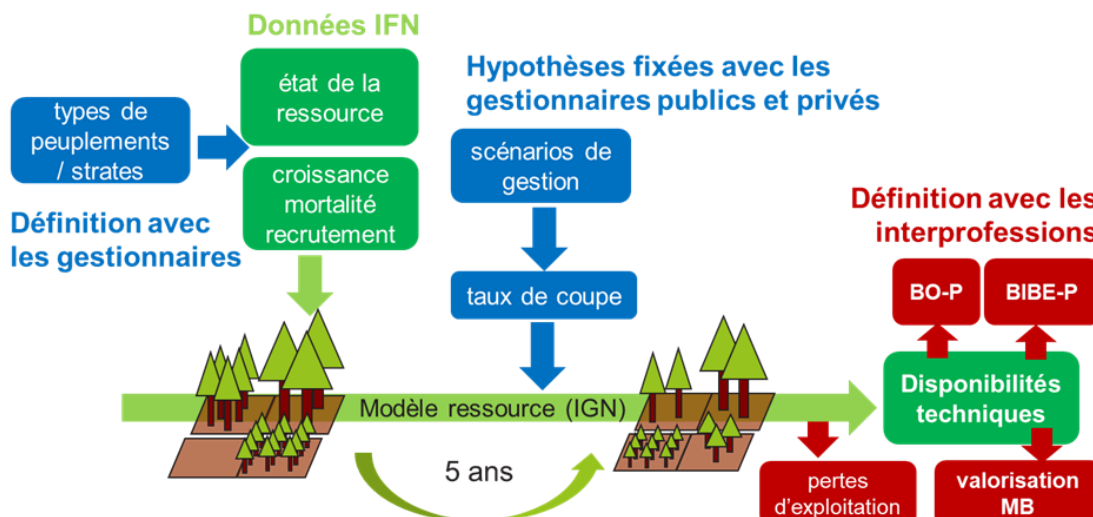 Données IFN
état de la
ressource
types de
peuplements
/ strates
croissance
mortalité
recrutement
Définition avec
les gestionnaires
Hypothèses fixées avec les
gestionnaires publics et privés
scénarios de
gestion
taux de coupe
Définition avec les
interprofessions
BO-P
BIBE-P
Disponibilités
techniques
Modèle ressource (IGN)
5 ans
pertes
d'exploitation
valorisation
MB